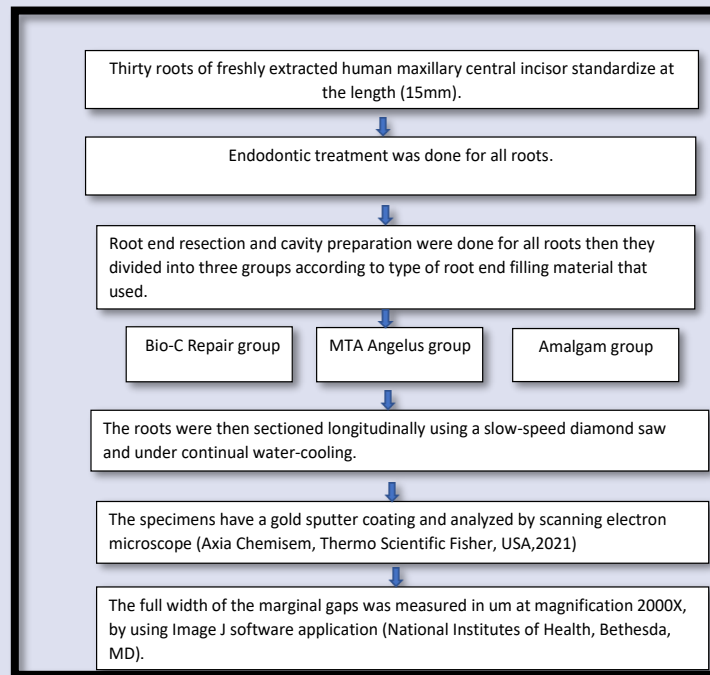 Thirty roots of freshly extracted human maxillary central incisor standardize at
the length (15mm).
Endodontic treatment was done for all roots.
Root end resection and cavity preparation were done for all roots then they
divided into three groups according to type of root end filling material that
used.
Bio-C Repair group
MTA Angelus group
Amalgam group
The roots were then sectioned longitudinally using a slow-speed diamond saw
and under continual water-cooling.
The specimens have a gold sputter coating and analyzed by scanning electron
microscope (Axia Chemisem, Thermo Scientific Fisher, USA,2021)
The full width of the marginal gaps was measured in um at magnification 2000X,
by using Image J software application (National Institutes of Health, Bethesda,
MD).